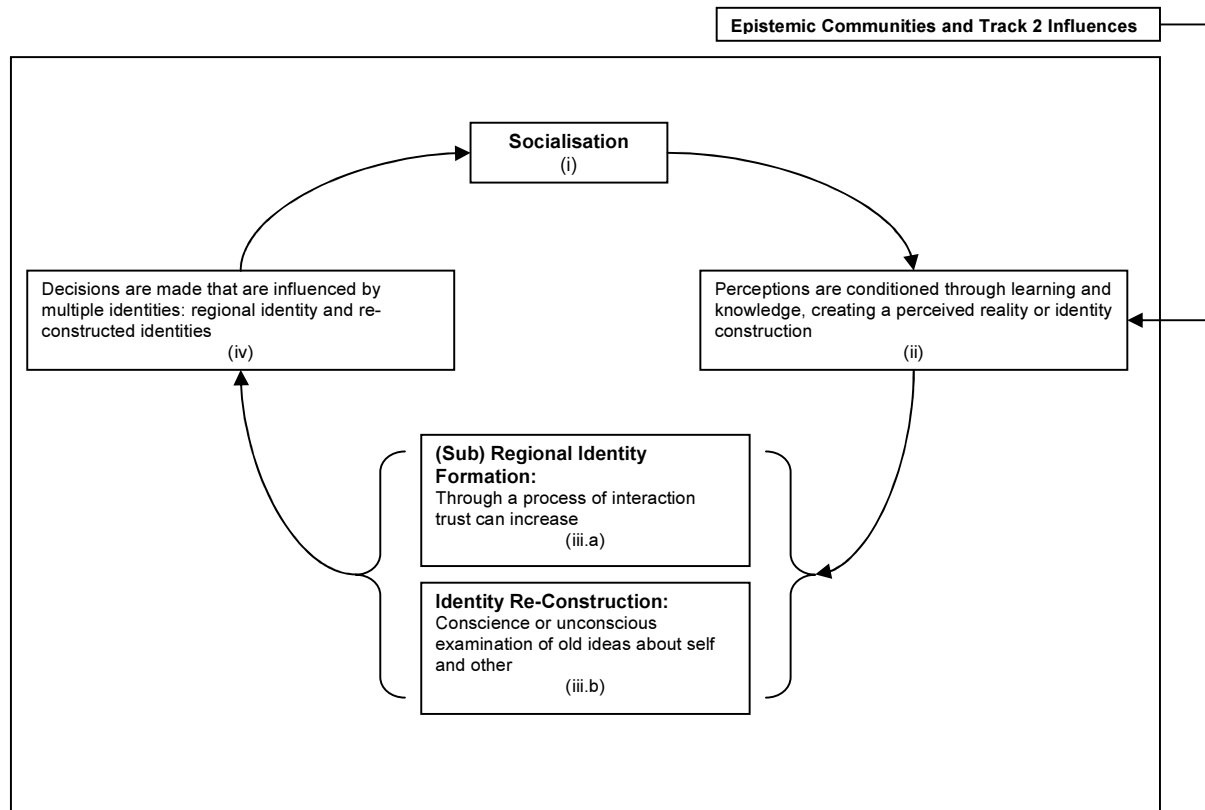 Epistemic Communities and Track 2 Influences
Socialisation
(i)
Decisions are made that are influenced by
multiple identities: regional identity and re-
constructed identities
(iv)
Perceptions are conditioned through learning and
knowledge, creating a perceived reality or identity
construction
(ii)
(Sub) Regional Identity
Formation:
Through a process of interaction
trust can increase
(iii.a)
Identity Re-Construction:
Conscience or unconscious
examination of old ideas about self
and other
(iii.b)